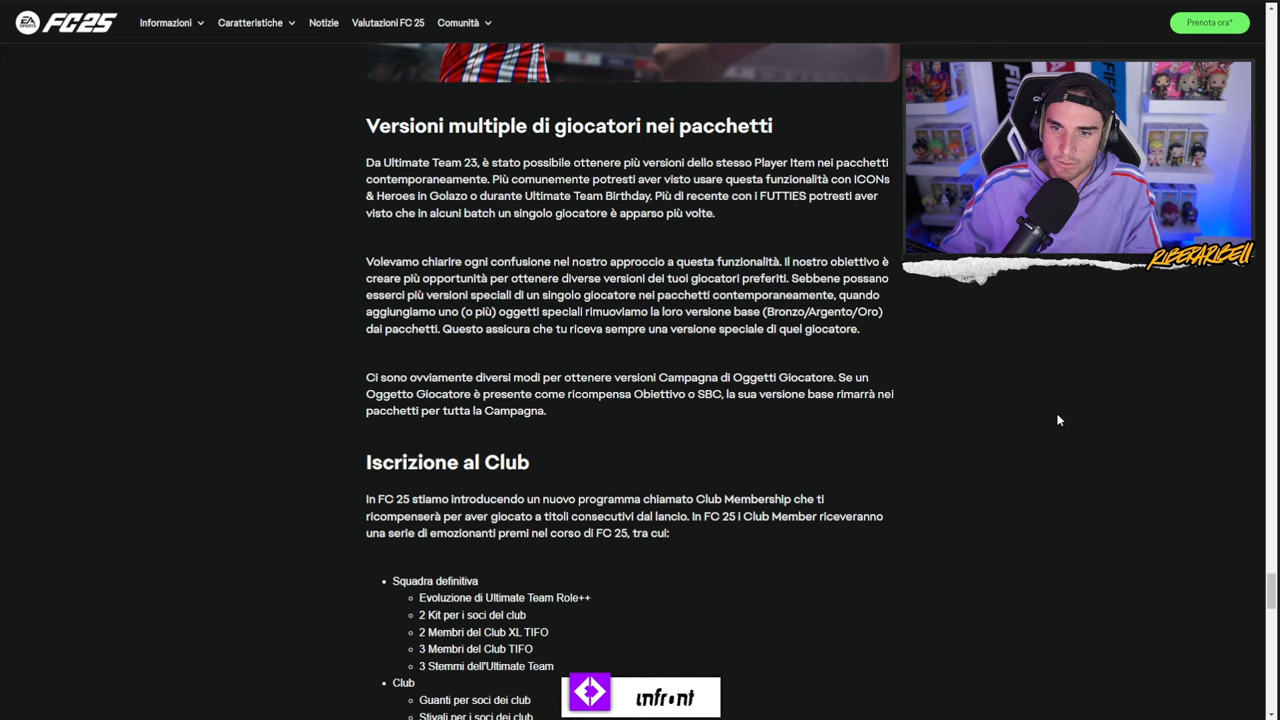 EA SPORTS FC25
Informazioni
Caratteristiche
Notizie
Valutazioni FC 25
Comunità
Prenota ora*
Versioni multiple di giocatori nei pacchetti
Da Ultimate Team 23, è stato possibile ottenere più versioni dello stesso Player Item nei pacchetti
contemporaneamente. Più comunemente potresti aver visto usare questa funzionalità con ICONs
& Heroes in Golazo o durante Ultimate Team Birthday. Più di recente con i FUTTIES potresti aver
visto che in alcuni batch un singolo giocatore è apparso più volte.
Volevamo chiarire ogni confusione nel nostro approccio a questa funzionalità. Il nostro obiettivo è
creare più opportunità per ottenere diverse versioni dei tuoi giocatori preferiti. Sebbene possano
esserci più versioni speciali di un singolo giocatore nei pacchetti contemporaneamente, quando
aggiungiamo uno (o più) oggetti speciali rimuoviamo la loro versione base (Bronzo/Argento/Oro)
dai pacchetti. Questo assicura che tu riceva sempre una versione speciale di quel giocatore.
Ci sono ovviamente diversi modi per ottenere versioni Campagna di Oggetti Giocatore. Se un
Oggetto Giocatore è presente come ricompensa Obiettivo o SBC, la sua versione base rimarrà nei
pacchetti per tutta la Campagna.
Iscrizione al Club
In FC 25 stiamo introducendo un nuovo programma chiamato Club Membership che ti
ricompenserà per aver giocato a titoli consecutivi dal lancio. In FC 25 i Club Member riceveranno
una serie di emozionanti premi nel corso di FC 25, tra cui:
Squadra definitiva
Evoluzione di Ultimate Team Role++
2 Kit per i soci del club
2 Membri del Club XL TIFO
3 Membri del Club TIFO
3 Stemmi dell'Ultimate Team
Club
Guanti per soci dei club
Stivali per i soci dei club
RIBERARIBELL
infront